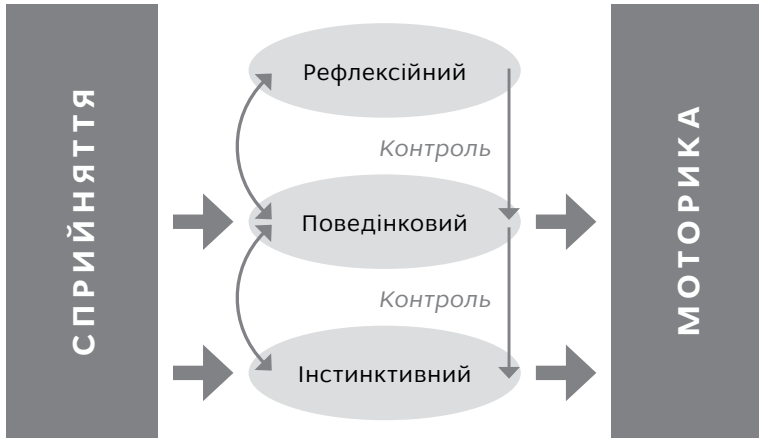 СПРИЙНЯТТЯ
Рефлексійний
Контроль
Поведінковий
Контроль
Інстинктивний
МОТОРИКА